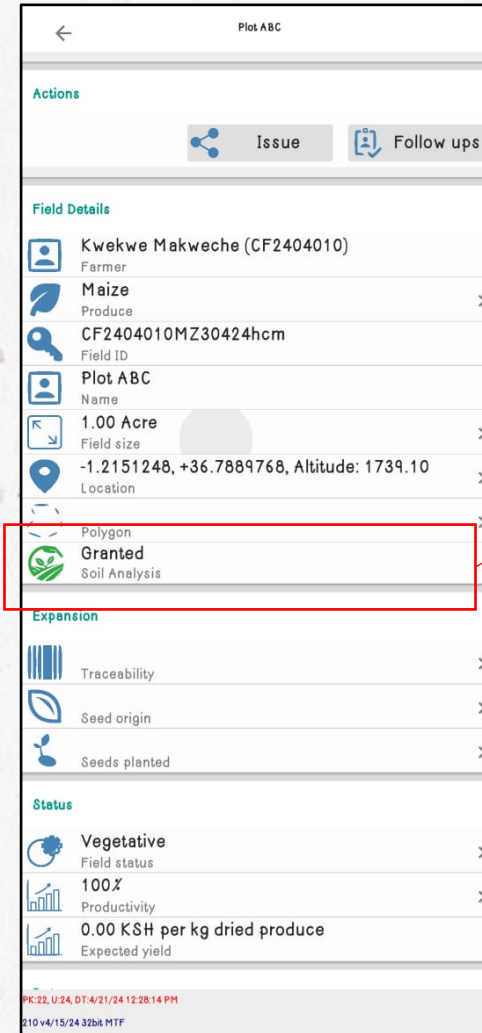 Plot ABC
Actions
Issue
Follow ups
Field Details
Kwekwe Makweche (CF2404010)
Farmer
Maize
Produce
CF2404010MZ30424hcm
Field ID
Plot ABC
Name
1.00 Acre
Field size
-1.2151248, +36.7889768, Altitude: 1739.10
Location
Polygon
Granted
Soil Analysis
Expansion
Traceability
Seed origin
Seeds planted
Status
Vegetative
Field status
100%
Productivity
0.00 KSH per kg dried produce
Expected yield
PK:22, U:24, DT:4/21/24 12:28:14 PM
210 v4/15/24 32bit MTF